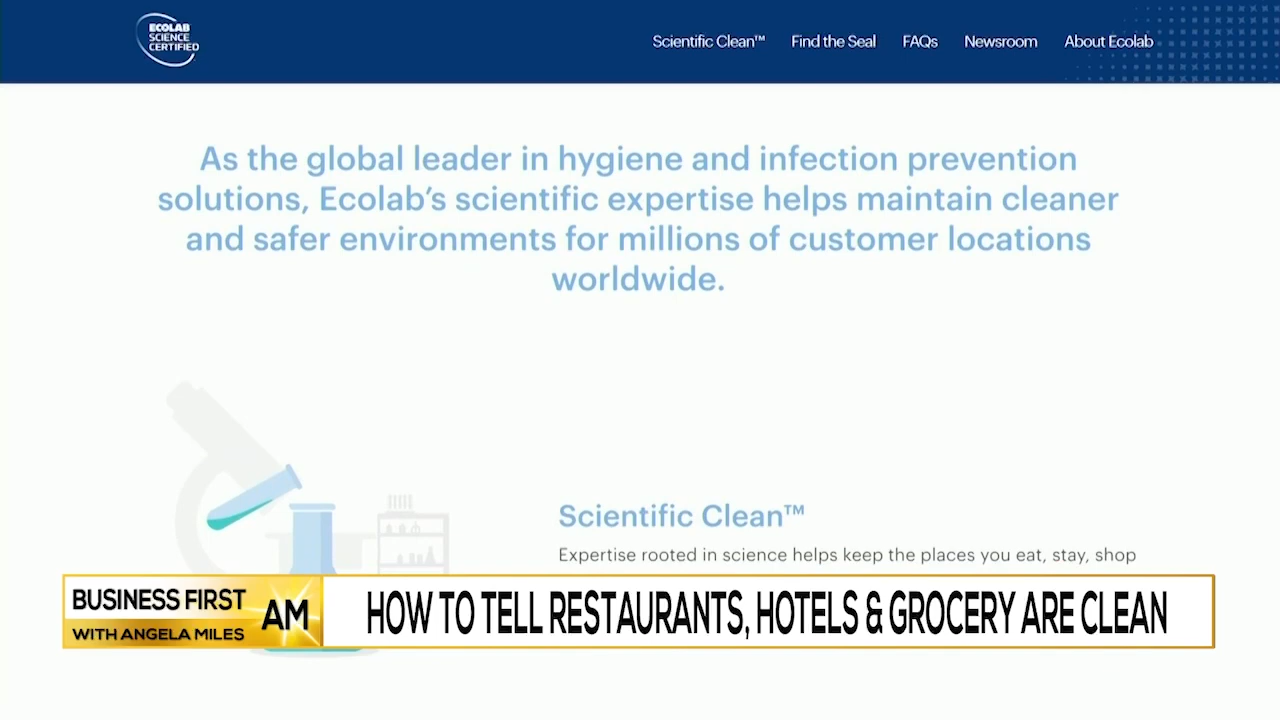 ECOLAB
SCIENCE
CERTIFIED
Scientific Clean™ Find the Seal FAQs Newsroom About Ecolab
As the global leader in hygiene and infection prevention
solutions, Ecolab’s scientific expertise helps maintain cleaner
and safer environments for millions of customer locations
worldwide.
Scientific Clean™
Expertise rooted in science helps keep the places you eat, stay, shop
BUSINESS FIRST
WITH ANGELA MILES
AM
HOW TO TELL RESTAURANTS, HOTELS & GROCERY ARE CLEAN